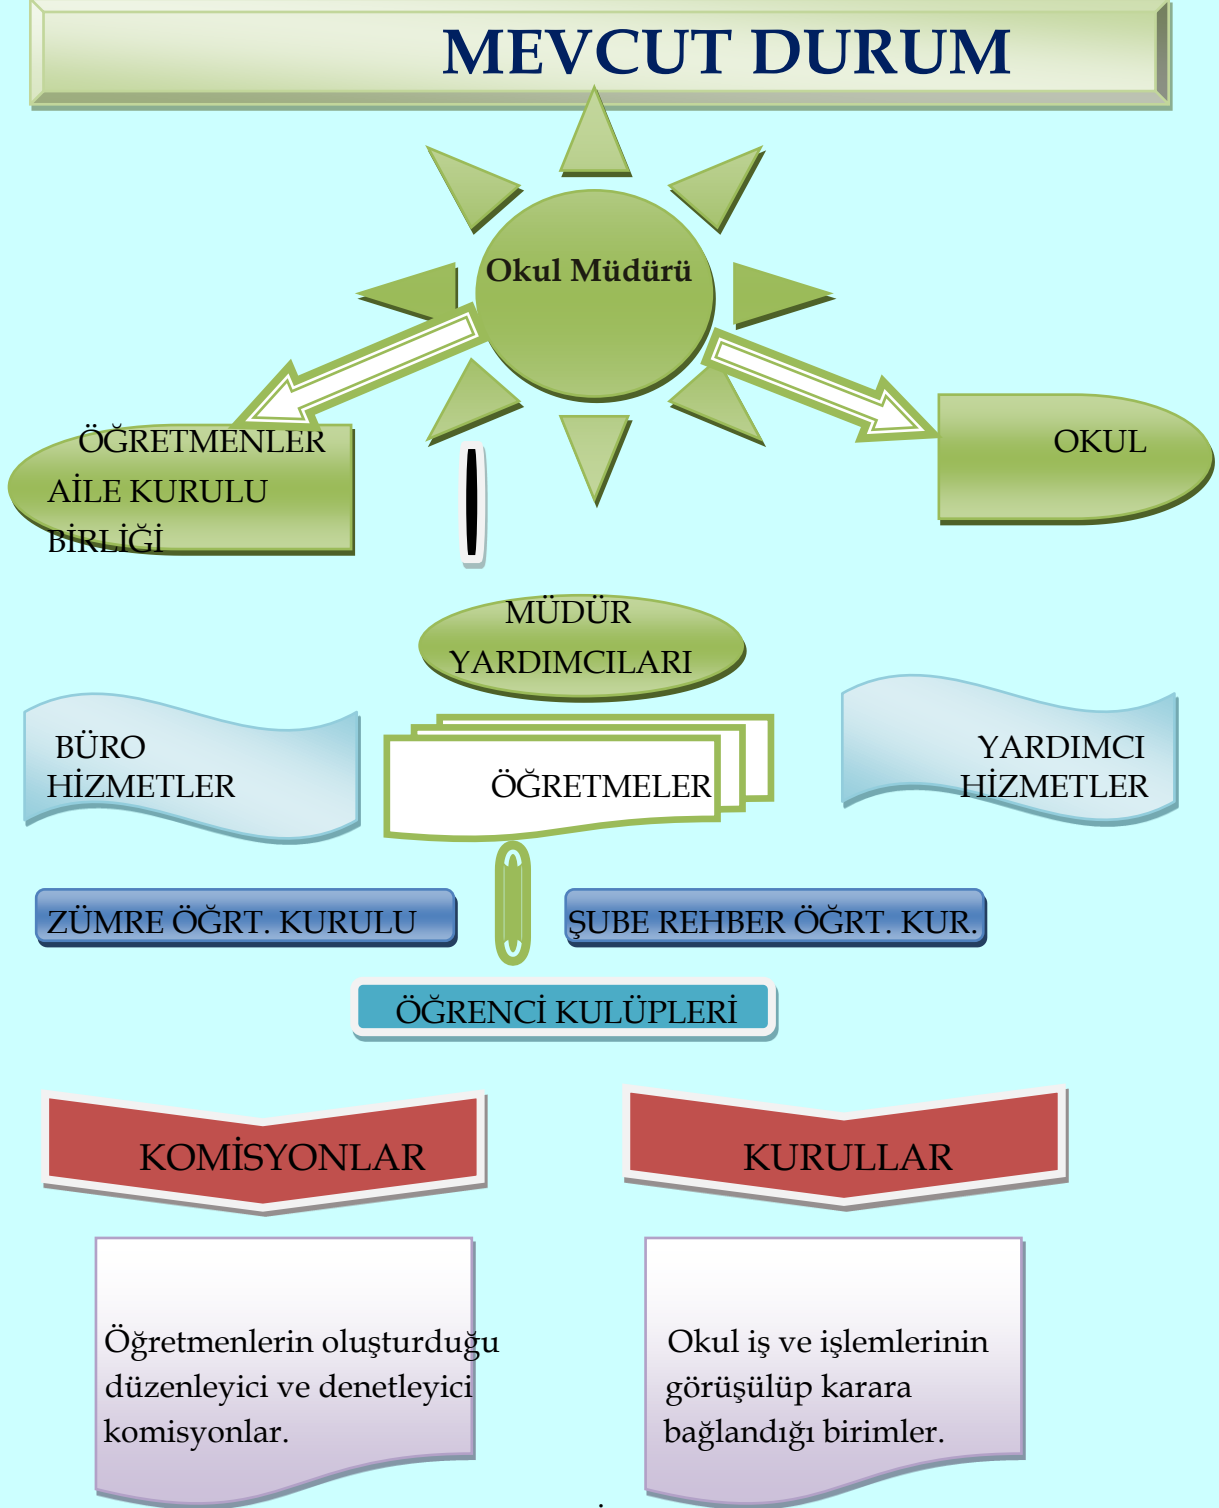 MEVCUT DURUM
Okul Müdürü
ÖĞRETMENLER
OKUL
AİLE KURULU
BİRLİĞİ
MÜDÜR
YARDIMCILARI
BÜRO
HİZMETLER
YARDIMCI
HİZMETLER
ÖĞRETMELER
ZÜMRE ÖĞRT. KURULU
ŞUBE REHBER ÖĞRT. KUR.
ÖĞRENCİ KULÜPLERİ
KOMİSYONLAR
KURULLAR
Öğretmenlerin oluşturduğu
düzenleyici ve denetleyici
komisyonlar.
Okul iş ve işlemlerinin
görüşülüp karara
bağlandığı birimler.